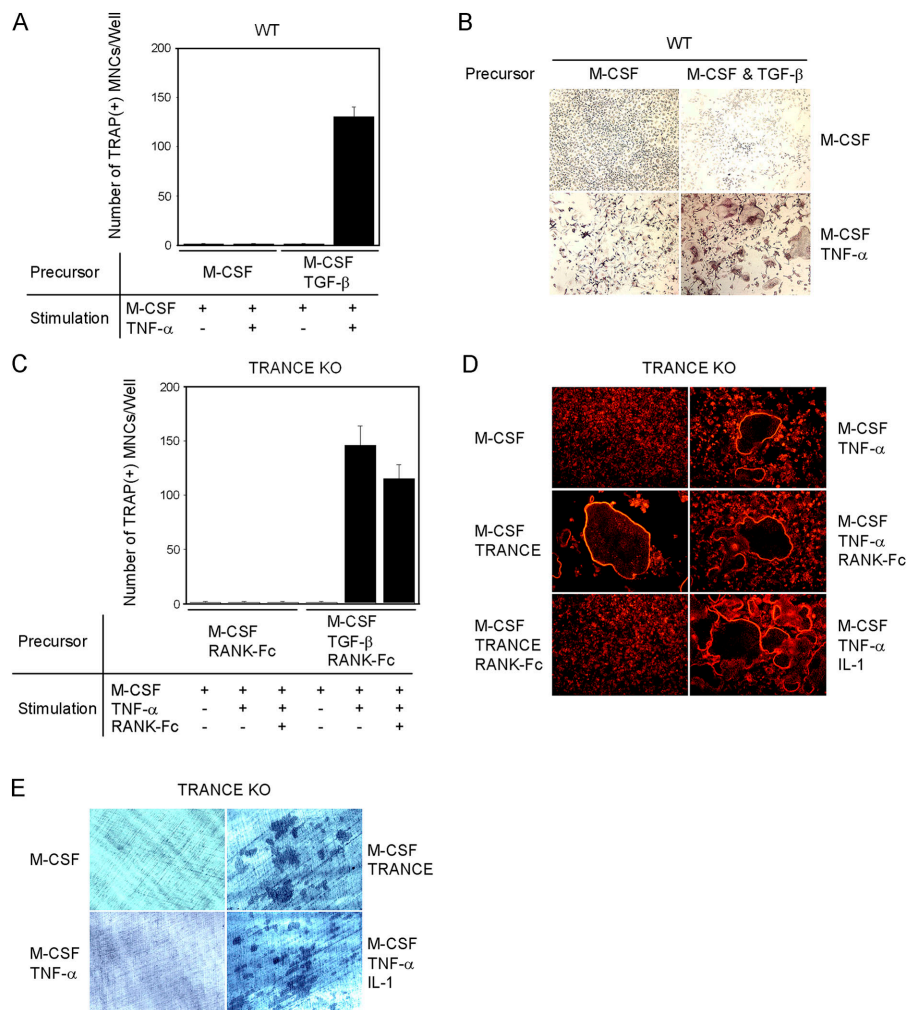 A
WT
Number of TRAP(+) MNCs/Well
200
150
100
50
0
Precursor
M-CSF
M-CSF
TGF-β
Stimulation
M-CSF + + + +
TNF-α - + - +
B
WT
Precursor
M-CSF
M-CSF & TGF-β
M-CSF
M-CSF
TNF-α
C
TRANCE KO
Number of TRAP(+) MNCs/Well
200
150
100
50
0
Precursor
M-CSF
RANK-Fc
M-CSF
TGF-β
RANK-Fc
Stimulation
M-CSF + + + + + +
TNF-α - + + - + +
RANK-Fc - - + - - +
D
TRANCE KO
M-CSF
M-CSF
TNF-α
M-CSF
TRANCE
M-CSF
TNF-α
RANK-Fc
M-CSF
TRANCE
RANK-Fc
M-CSF
TNF-α
IL-1
E
TRANCE KO
M-CSF
M-CSF
TRANCE
M-CSF
TNF-α
M-CSF
TNF-α
IL-1